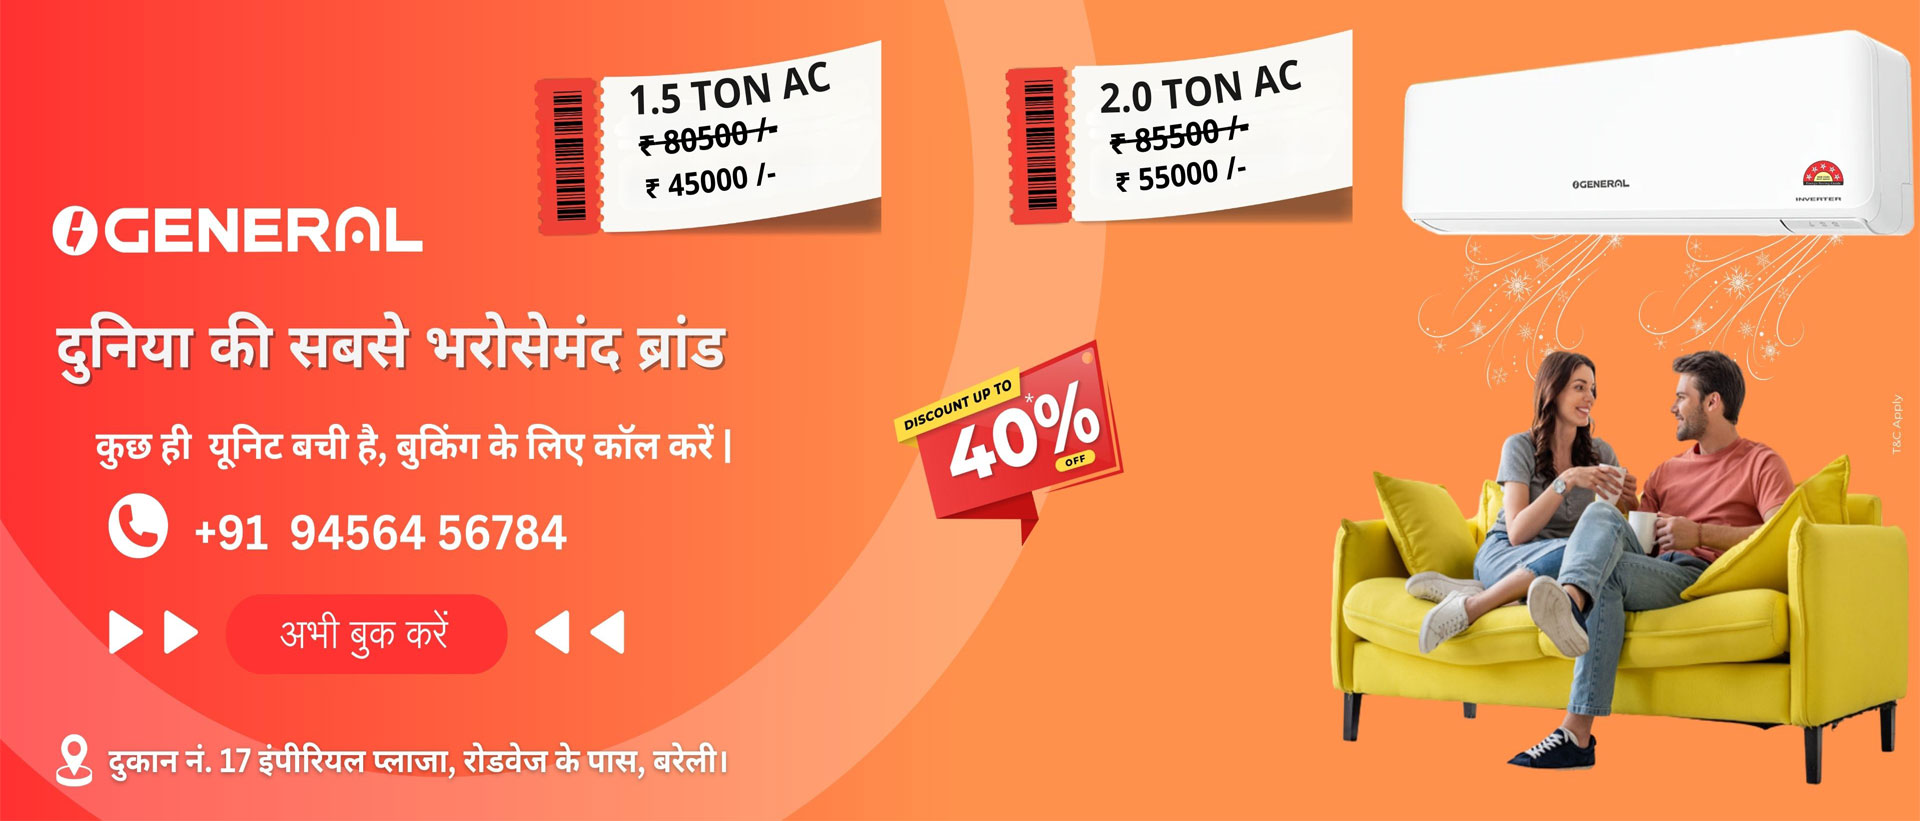 1.5 TON AC
₹ 80500 /-
₹ 45000 /-
2.0 TON AC
₹ 85500 /-
₹ 55000 /-
GENERAL
INVERTER
GENERAL
दुनिया की सबसे भरोसेमंद ब्रांड
DISCOUNT UP TO
40%*
OFF
T&C Apply
कुछ ही यूनिट बची है, बुकिंग के लिए कॉल करें |
+91 94564 56784
अभी बुक करें
दुकान नं. 17 इंपीरियल प्लाजा, रोडवेज के पास, बरेली।